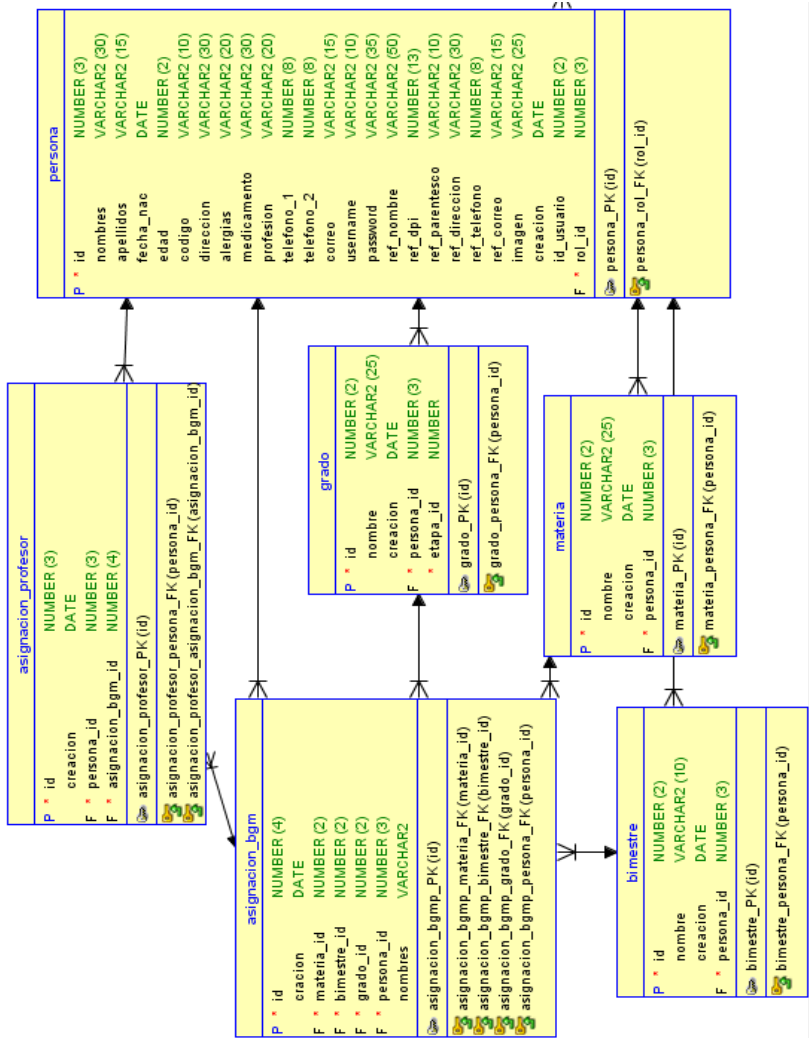 persona
P * id NUMBER (3)
nombres VARCHAR2 (30)
apellidos VARCHAR2 (15)
fecha_nac DATE
edad NUMBER (2)
codigo VARCHAR2 (10)
direccion VARCHAR2 (30)
alergias VARCHAR2 (20)
medicamento VARCHAR2 (30)
profesion VARCHAR2 (20)
telefono_1 NUMBER (8)
telefono_2 NUMBER (8)
correo VARCHAR2 (15)
username VARCHAR2 (10)
password VARCHAR2 (35)
ref_nombre VARCHAR2 (50)
ref_dpi NUMBER (13)
ref_parentesco VARCHAR2 (10)
ref_direccion VARCHAR2 (30)
ref_telefono NUMBER (8)
ref_correo VARCHAR2 (15)
imagen VARCHAR2 (25)
creacion DATE
id_usuario NUMBER (2)
F * rol_id NUMBER (3)
persona_PK (id)
persona_rol_FK (rol_id)
asignacion_profesor
P * id NUMBER (3)
creacion DATE
F * persona_id NUMBER (3)
F * asignacion_bgm_id NUMBER (4)
asignacion_profesor_PK (id)
asignacion_profesor_persona_FK (persona_id)
asignacion_profesor_asignacion_bgm_FK (asignacion_bgm_id)
grado
P * id NUMBER (2)
nombre VARCHAR2 (25)
creacion DATE
F * persona_id NUMBER (3)
* etapa_id NUMBER
grado_PK (id)
grado_persona_FK (persona_id)
materia
P * id NUMBER (2)
nombre VARCHAR2 (25)
creacion DATE
F * persona_id NUMBER (3)
materia_PK (id)
materia_persona_FK (persona_id)
asignacion_bgm
P * id NUMBER (4)
cracion DATE
F * materia_id NUMBER (2)
F * bimestre_id NUMBER (2)
F * grado_id NUMBER (2)
F * persona_id NUMBER (3)
nombres VARCHAR2
asignacion_bgmp_PK (id)
asignacion_bgmp_materia_FK (materia_id)
asignacion_bgmp_bimestre_FK (bimestre_id)
asignacion_bgmp_grado_FK (grado_id)
asignacion_bgmp_persona_FK (persona_id)
bimestre
P * id NUMBER (2)
nombre VARCHAR2 (10)
creacion DATE
F * persona_id NUMBER (3)
bimestre_PK (id)
bimestre_persona_FK (persona_id)